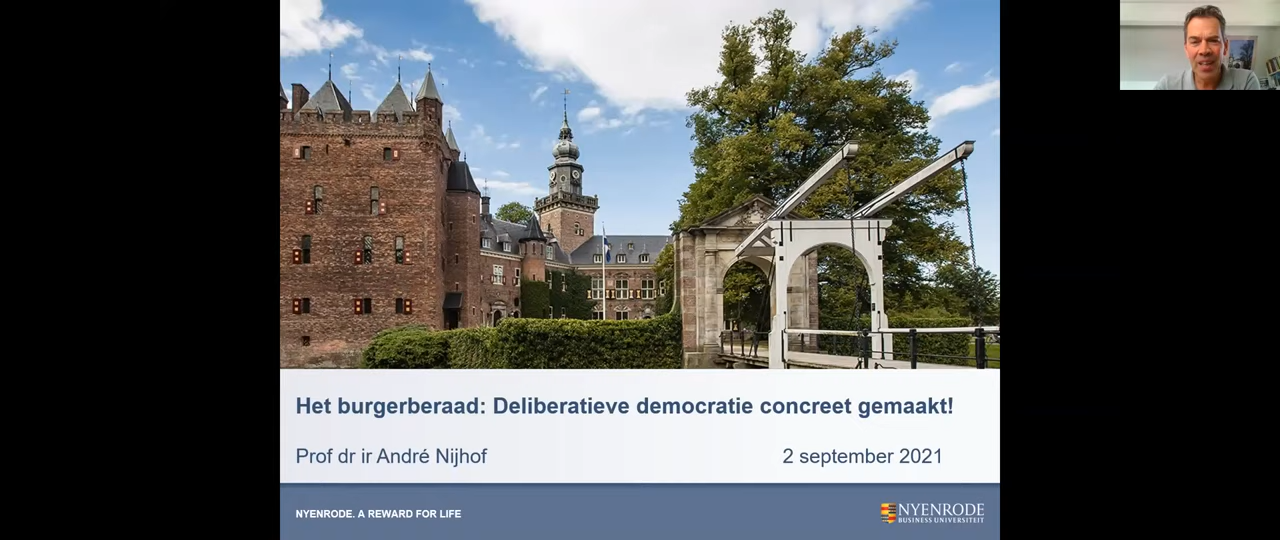 Het burgerberaad: Deliberatieve democratie concreet gemaakt!
Prof dr ir André Nijhof
2 september 2021
NYENRODE. A REWARD FOR LIFE
NYENRODE
BUSINESS UNIVERSITEIT